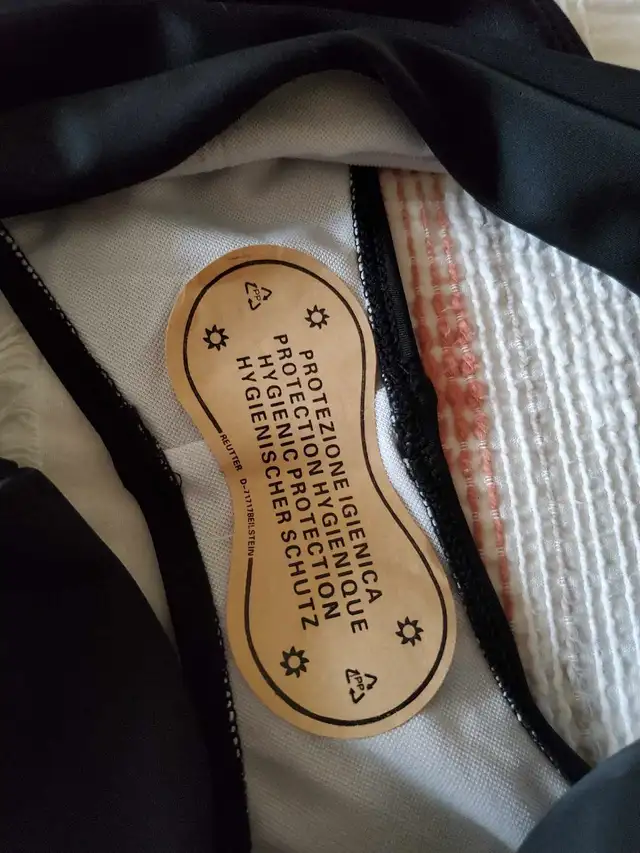 PP
PROTEZIONE IGIENICA
PROTECTION HYGIENIQUE
HYGIENIC PROTECTION
HYGIENISCHER SCHUTZ
REUTTER D-71717BEILSTEIN
PP